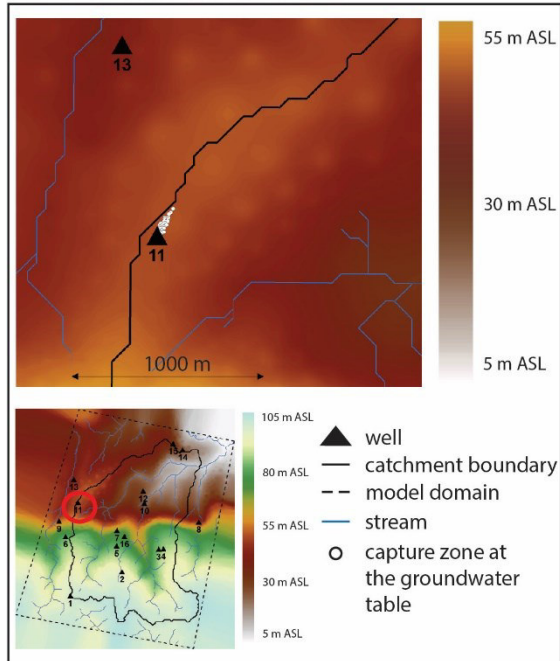 55 m ASL
13
30 m ASL
11
1000 m
5 m ASL
105 m ASL
80 m ASL
55 m ASL
30 m ASL
5 m ASL
14
13
12
11
10
9
8
7
6
5
16
34
2
1
well
catchment boundary
model domain
stream
capture zone at
the groundwater
table